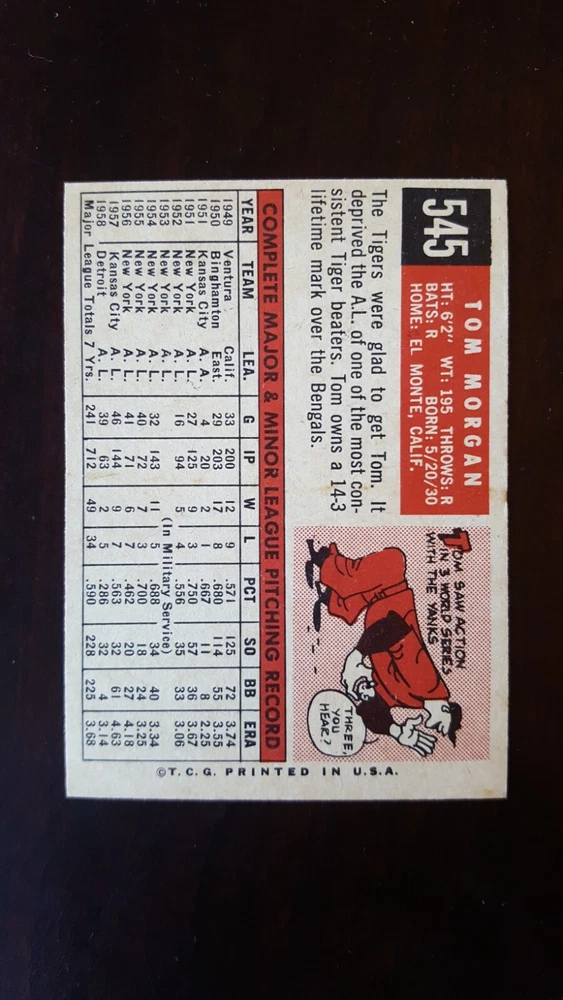 545
TOM MORGAN
HT: 6'2" WT: 195 THROWS: R
BATS: R BORN: 5/20/30
HOME: EL MONTE, CALIF.
The Tigers were glad to get Tom. It
deprived the A.L. of one of the most con-
sistent Tiger beaters. Tom owns a 14-3
lifetime mark over the Bengals.
TOM SAW ACTION
IN 3 WORLD SERIES
WITH THE YANKS
THREE,
YOU
HEAR?
COMPLETE MAJOR & MINOR LEAGUE PITCHING RECORD
YEAR TEAM LEA. G IP W L PCT SO BB ERA
1949 Ventura Calif. 33 200 12 9 .571 125 72 3.74
1950 Binghamton East. 29 203 17 8 .680 114 55 3.55
1951 Kansas City A. A. 4 20 2 1 .667 11 8 2.25
1951 New York A. L. 27 125 9 3 .750 57 36 3.67
1952 New York A. L. 16 94 5 4 .556 35 33 3.06
1953 New York A. L. (In Military Service)
1954 New York A. L. 32 143 11 5 .688 34 40 3.34
1955 New York A. L. 40 72 7 3 .700 18 24 3.25
1956 New York A. L. 41 71 6 7 .462 20 27 4.18
1957 Kansas City A. L. 46 144 9 7 .563 32 61 4.63
1958 Detroit A. L. 39 63 2 5 .286 32 4 3.14
Major League Totals 7 Yrs. 241 712 49 34 .590 228 225 3.68
©T.C.G. PRINTED IN U.S.A.